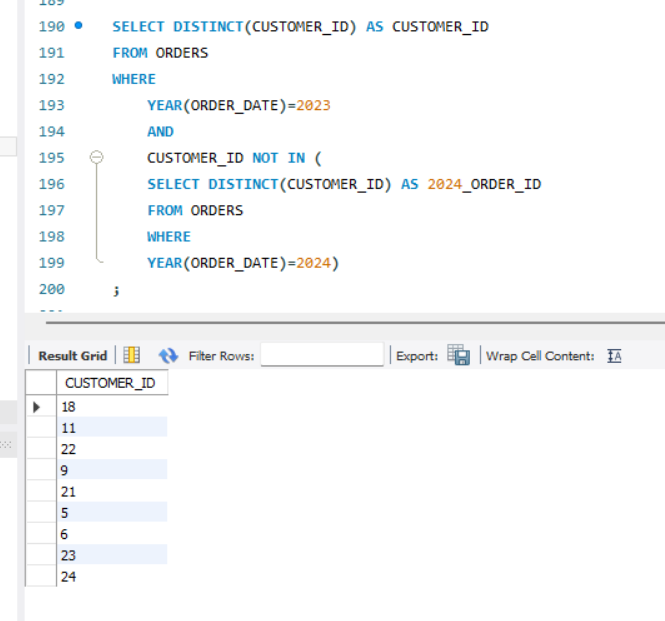 190 SELECT DISTINCT(CUSTOMER_ID) AS CUSTOMER_ID
191 FROM ORDERS
192 WHERE
193 YEAR(ORDER_DATE)=2023
194 AND
195 CUSTOMER_ID NOT IN (
196 SELECT DISTINCT(CUSTOMER_ID) AS 2024_ORDER_ID
197 FROM ORDERS
198 WHERE
199 YEAR(ORDER_DATE)=2024)
200 ;
Result Grid Filter Rows: Export: Wrap Cell Content: IA
CUSTOMER_ID
18
11
22
9
21
5
6
23
24